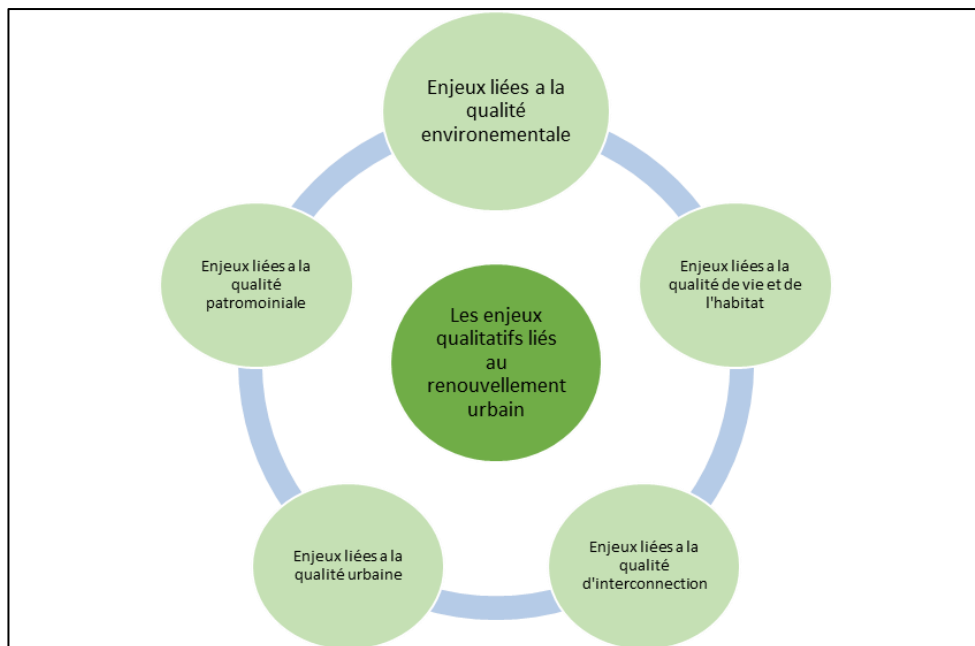 Enjeux liées a la
qualité
environementale
Enjeux liées a la
qualité
patromoiniale
Enjeux liées a la
qualité de vie et de
l'habitat
Les enjeux
qualitatifs liés
au
renouvellement
urbain
Enjeux liées a la
qualité urbaine
Enjeux liées a la
qualité
d'interconnection